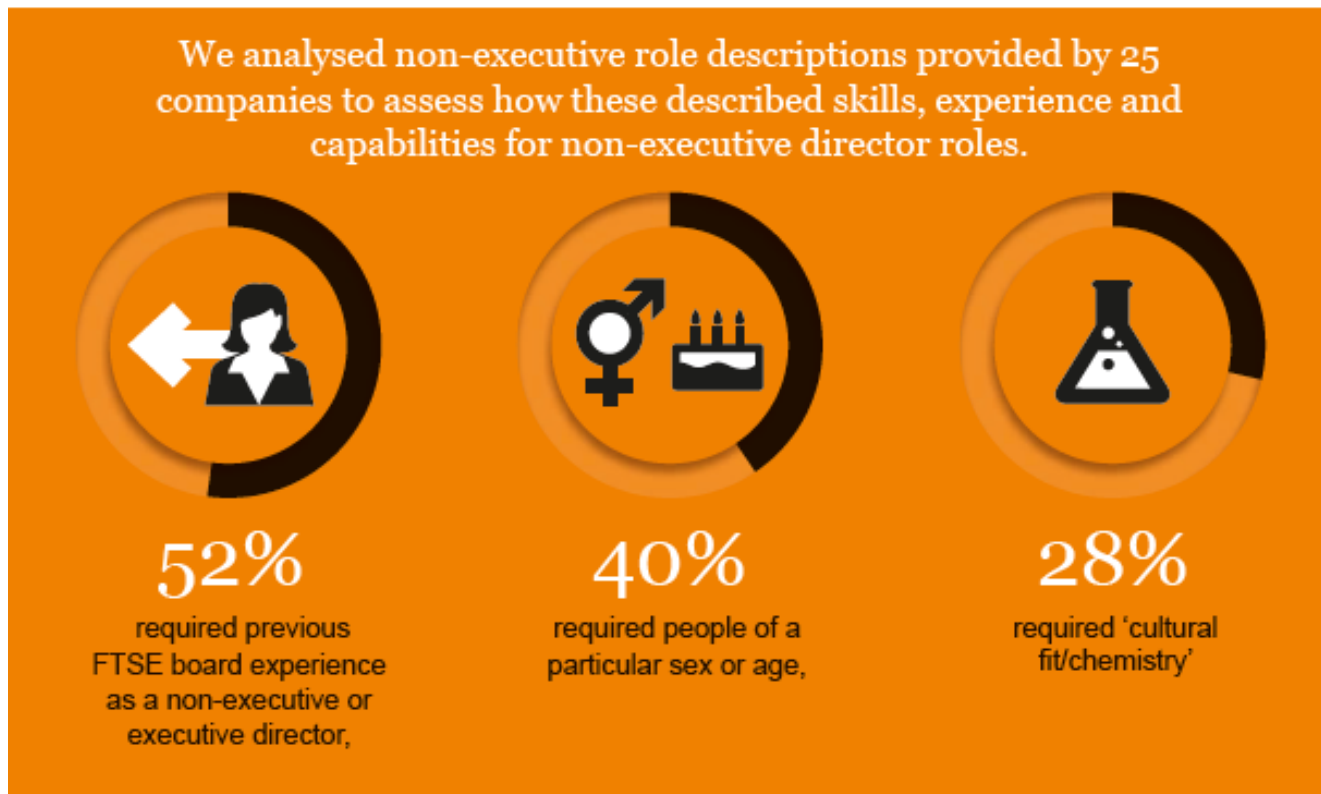 We analysed non-executive role descriptions provided by 25
companies to assess how these described skills, experience and
capabilities for non-executive director roles.
52%
required previous
FTSE board experience
as a non-executive or
executive director,
40%
required people of a
particular sex or age,
28%
required ‘cultural
fit/chemistry’